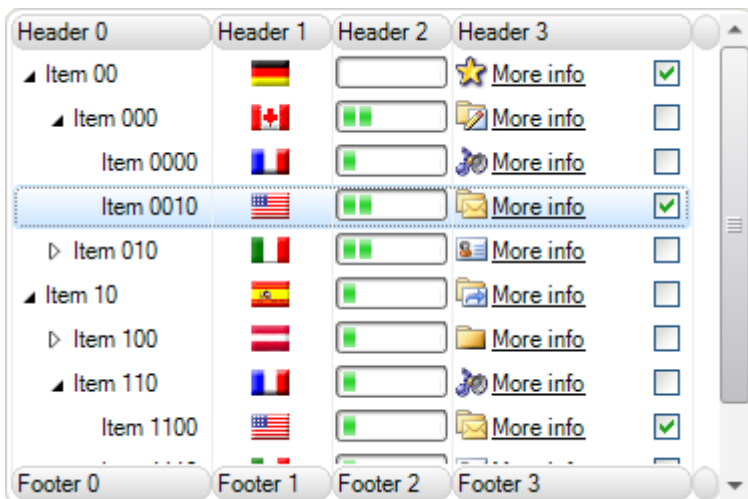 Header 0 Header 1 Header 2 Header 3
Item 00 More info
Item 000 More info
Item 0000 More info
Item 0010 More info
Item 010 More info
Item 10 More info
Item 100 More info
Item 110 More info
Item 1100 More info
Footer 0 Footer 1 Footer 2 Footer 3